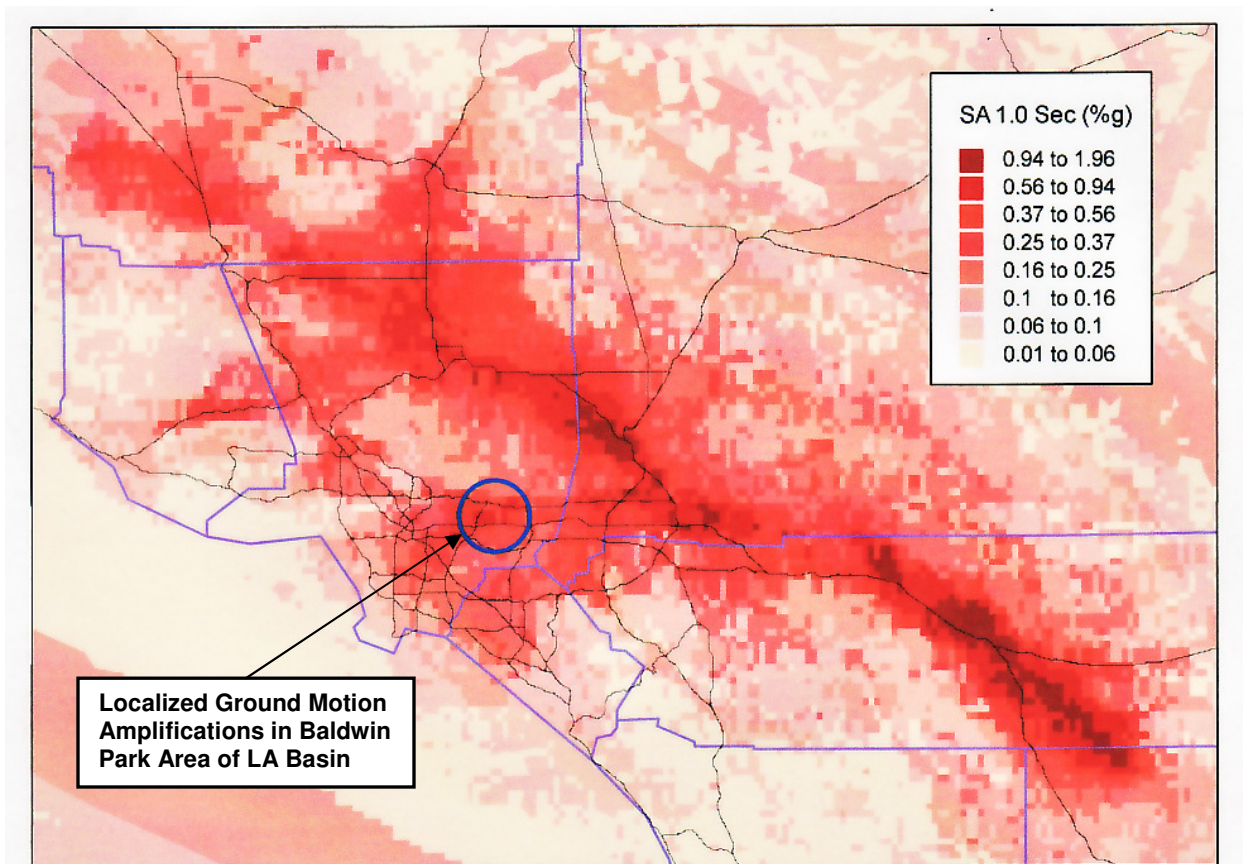 SA 1.0 Sec (%g)
0.94 to 1.96
0.56 to 0.94
0.37 to 0.56
0.25 to 0.37
0.16 to 0.25
0.1 to 0.16
0.06 to 0.1
0.01 to 0.06
Localized Ground Motion
Amplifications in Baldwin
Park Area of LA Basin